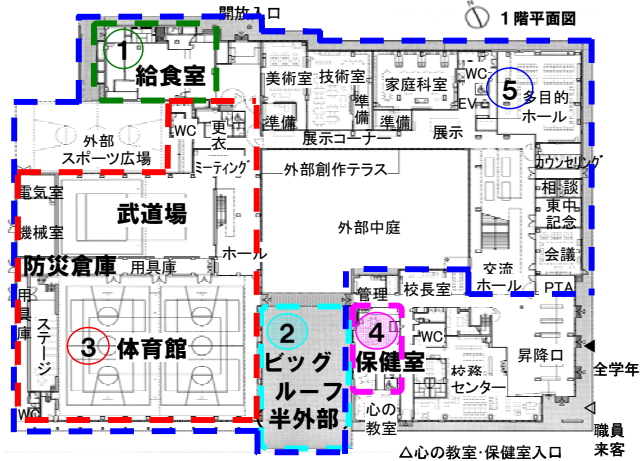 開放入口
1階平面図
1
給食室
美術室
技術室
準備
準備
家庭科室
準備
WC
EV
5
多目的
ホール
展示コーナー
展示
外部
スポーツ広場
WC
更衣
ミーティング
外部創作テラス
カウンセリング
相談
東中
記念
会議
PTA
電気室
機械室
武道場
ホール
外部中庭
交流
ホール
防災倉庫
用具庫
用具庫
ステージ
3
体育館
WC
2
ビッグ
ルーフ
(半外部)
管理
校長室
4
保健室
心の
教室
WC
校務
センター
昇降口
全学年
職員
来客
△心の教室・保健室入口